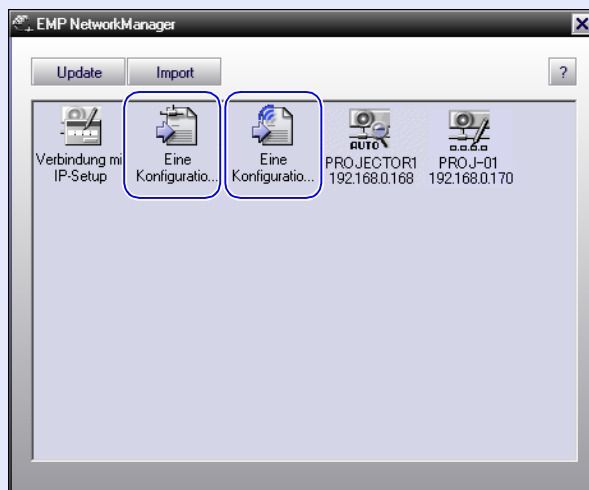 EMP NetworkManager
Update Import ?
Verbindung mi
IP-Setup
Eine
Konfiguratio...
Eine
Konfiguratio...
AUTO
PROJECTOR1
192.168.0.168
PROJ-01
192.168.0.170